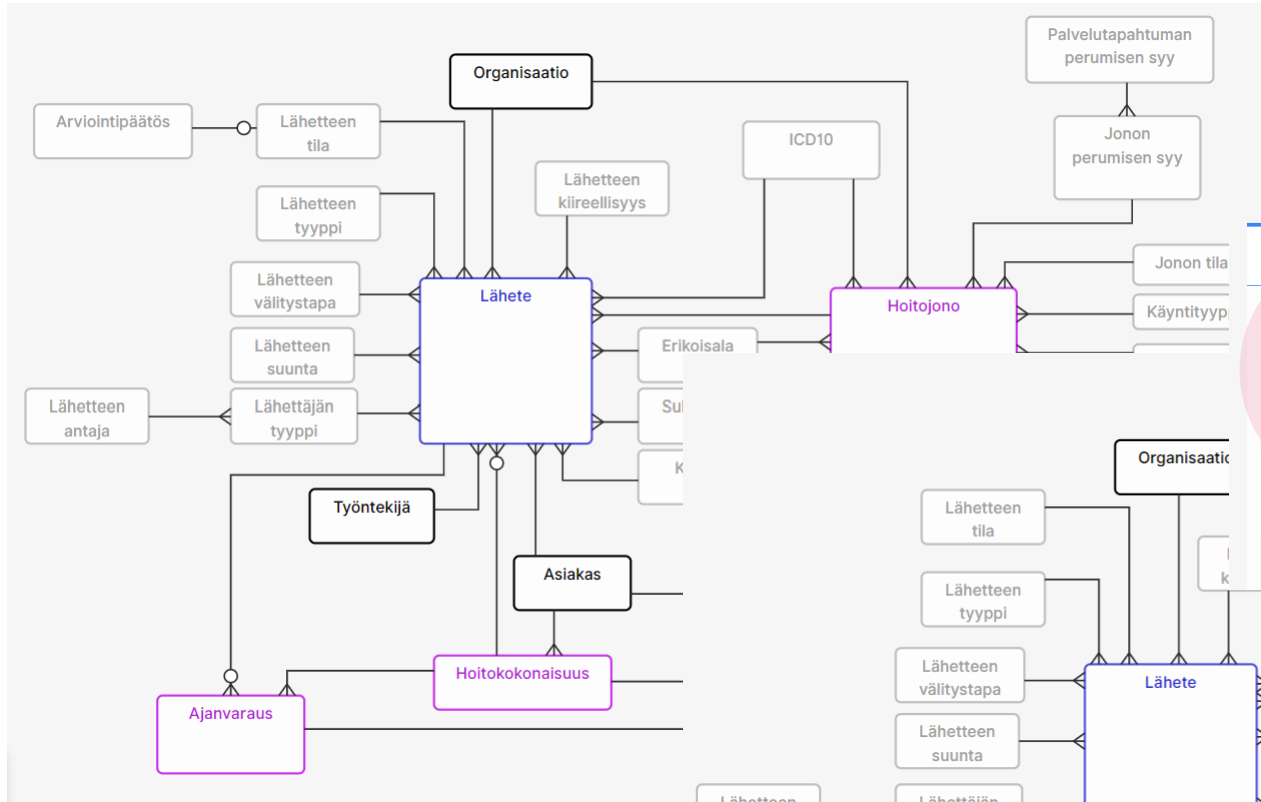 Palvelutapahtuman
perumisen syy
Organisaatio
Arviointipäätös
Lähetteen
tila
ICD10
Jonon
perumisen syy
Lähetteen
kiireellisyys
Lähetteen
tyyppi
Jonon tila
Lähetteen
välitystapa
Lähete
Hoitojono
Lähetteen
suunta
Erikoisala
Lähetteen
antaja
Lähettäjän
tyyppi
Työntekijä
Asiakas
Hoitokokonaisuus
Ajanvaraus
Lähetteen
tila
Lähetteen
tyyppi
Lähetteen
välitystapa
Lähete
Lähetteen
suunta
Lähetteen
Lähettäjän